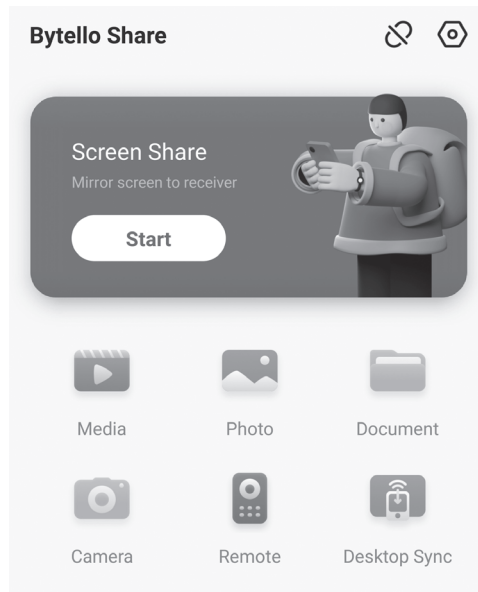 Bytello Share
Screen Share
Mirror screen to receiver
Start
Media
Photo
Document
Camera
Remote
Desktop Sync